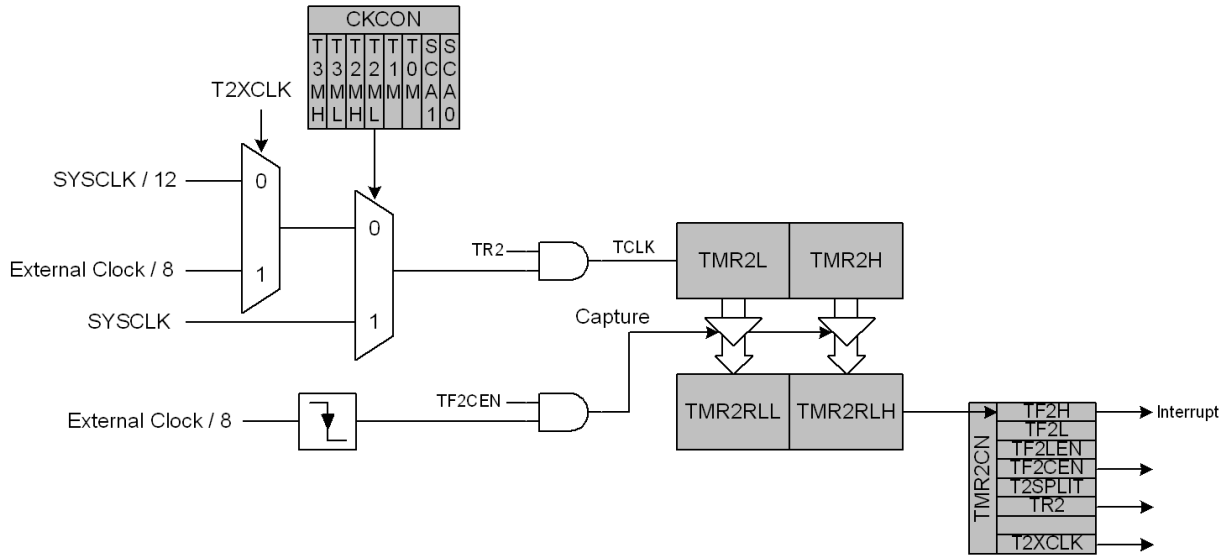 CKCON
T3MH
T3ML
T2MH
T2ML
T1M
T0M
SCA1
SCA0
T2XCLK
SYSCLK / 12
0
External Clock / 8
1
SYSCLK
0
1
TR2
TCLK
TMR2L
TMR2H
Capture
External Clock / 8
TF2CEN
TMR2RLL
TMR2RLH
TMR2CN
TF2H
TF2L
TF2LEN
TF2CEN
T2SPLIT
TR2
T2XCLK
Interrupt